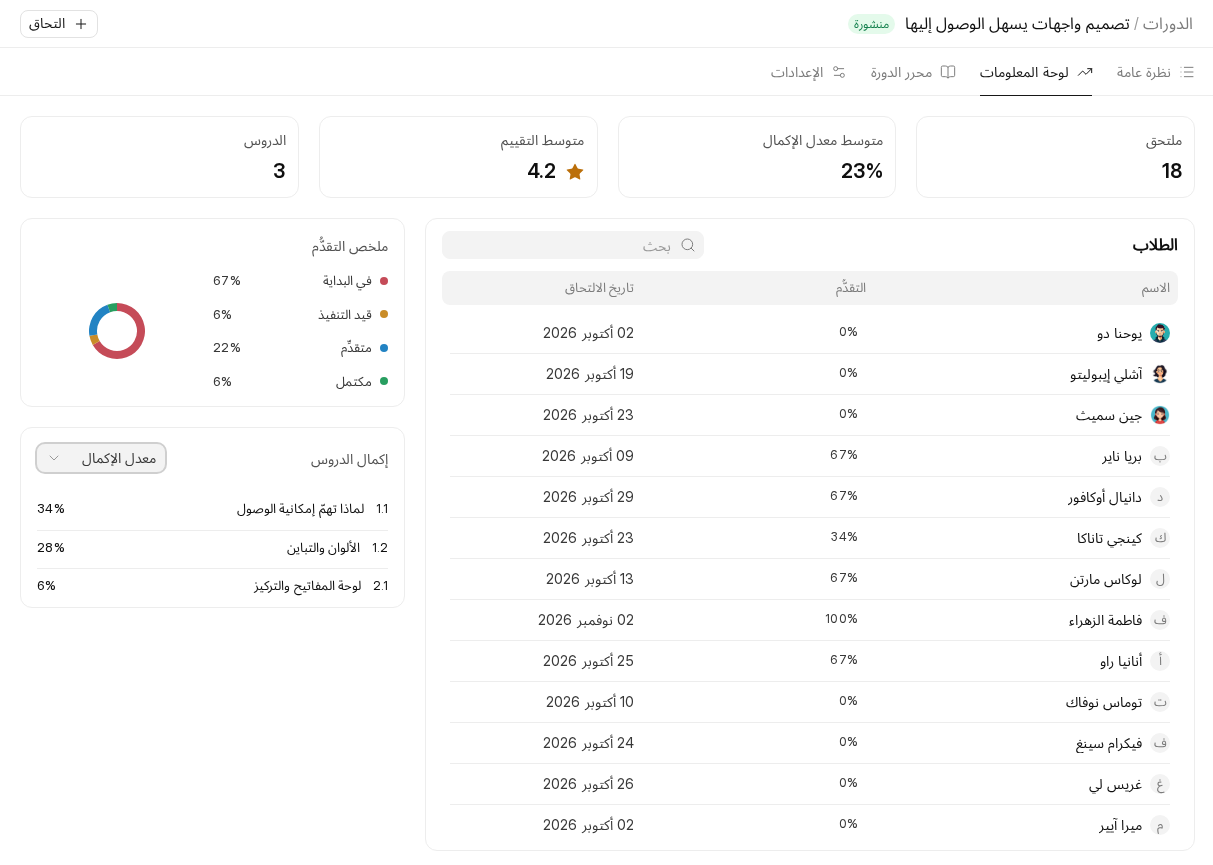 الدورات / تصميم واجهات يسهل الوصول إليها منشورة
التحاق
نظرة عامة
لوحة المعلومات
محرر الدورة
الإعدادات
ملتحق
18
متوسط معدل الإكمال
23%
متوسط التقييم
4.2
الدروس
3
الطلاب
بحث
الاسم التقدُّم تاريخ الالتحاق
يوحنا دو 0% 02 أكتوبر 2026
آشلي إيبوليتو 0% 19 أكتوبر 2026
جين سميث 0% 23 أكتوبر 2026
ب بريا ناير 67% 09 أكتوبر 2026
د دانيال أوكافور 67% 29 أكتوبر 2026
ك كينجي تاناكا 34% 23 أكتوبر 2026
ل لوكاس مارتن 67% 13 أكتوبر 2026
ف فاطمة الزهراء 100% 02 نوفمبر 2026
أ أنانيا راو 67% 25 أكتوبر 2026
ت توماس نوفاك 0% 10 أكتوبر 2026
ف فيكرام سينغ 0% 24 أكتوبر 2026
غ غريس لي 0% 26 أكتوبر 2026
م ميرا آيير 0% 02 أكتوبر 2026
ملخص التقدُّم
في البداية 67%
قيد التنفيذ 6%
متقدِّم 22%
مكتمل 6%
إكمال الدروس
معدل الإكمال
1.1 لماذا تهمّ إمكانية الوصول 34%
1.2 الألوان والتباين 28%
2.1 لوحة المفاتيح والتركيز 6%